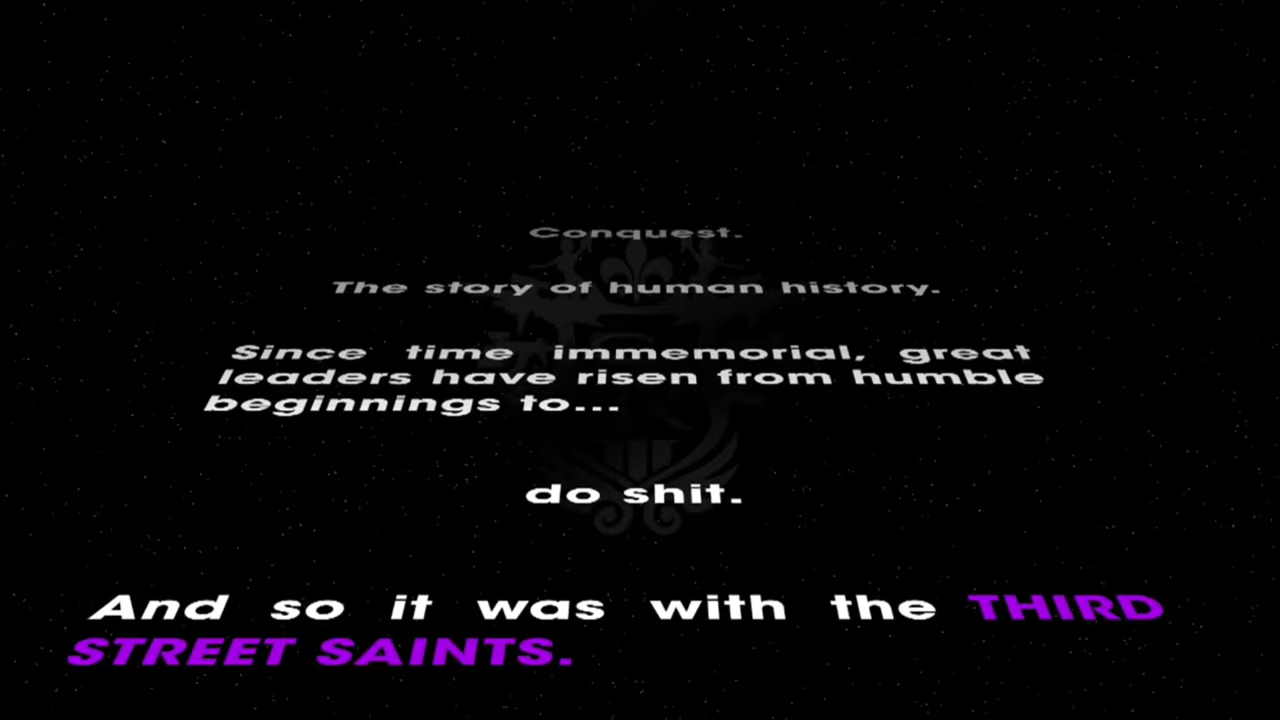 Conquest.
The story of human history.
Since time immemorial, great
leaders have risen from humble
beginnings to...
do shit.
And so it was with the THIRD
STREET SAINTS.